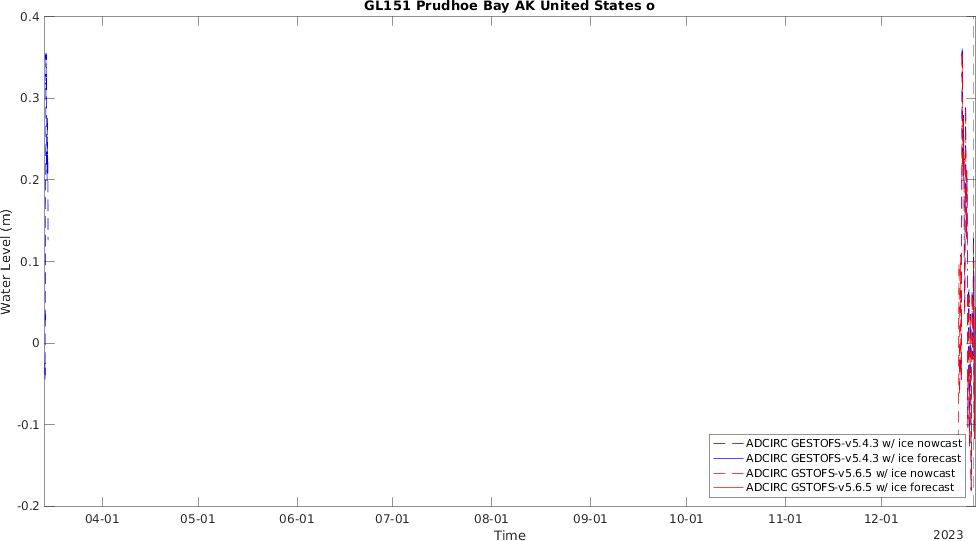 GL151 Prudhoe Bay AK United States o
0.4
0.3
0.2
0.1
0
-0.1
-0.2
Water Level (m)
04-01 05-01 06-01 07-01 08-01 09-01 10-01 11-01 12-01
Time
2023
ADCIRC GESTOFS-v5.4.3 w/ ice nowcast
ADCIRC GESTOFS-v5.4.3 w/ ice forecast
ADCIRC GSTOFS-v5.6.5 w/ ice nowcast
ADCIRC GSTOFS-v5.6.5 w/ ice forecast